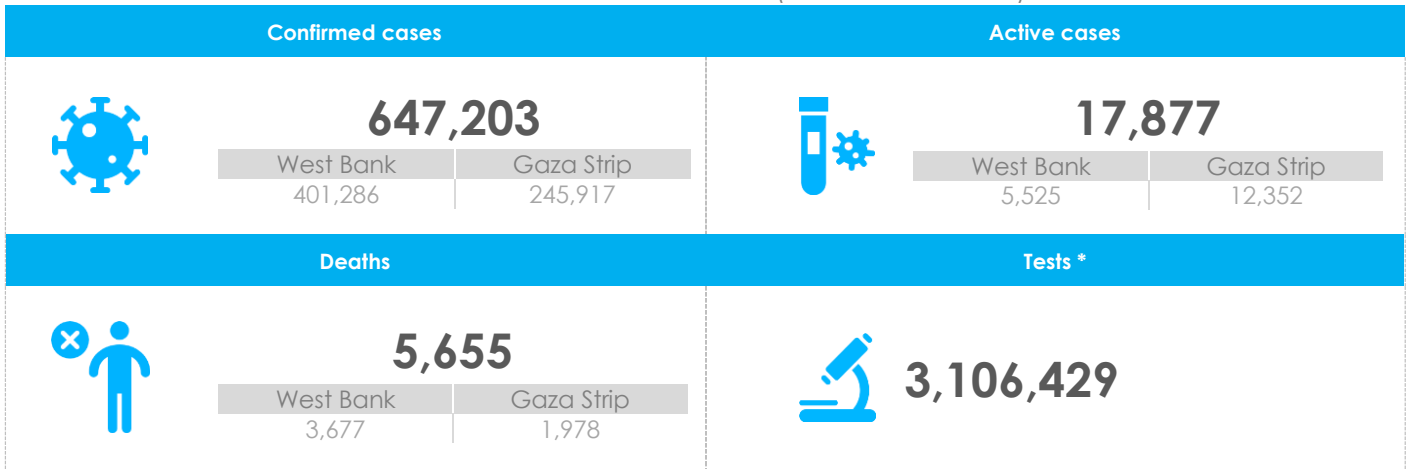 Confirmed cases
Active cases
647,203
West Bank Gaza Strip
401,286 245,917
17,877
West Bank Gaza Strip
5,525 12,352
Deaths
Tests *
5,655
West Bank Gaza Strip
3,677 1,978
3,106,429